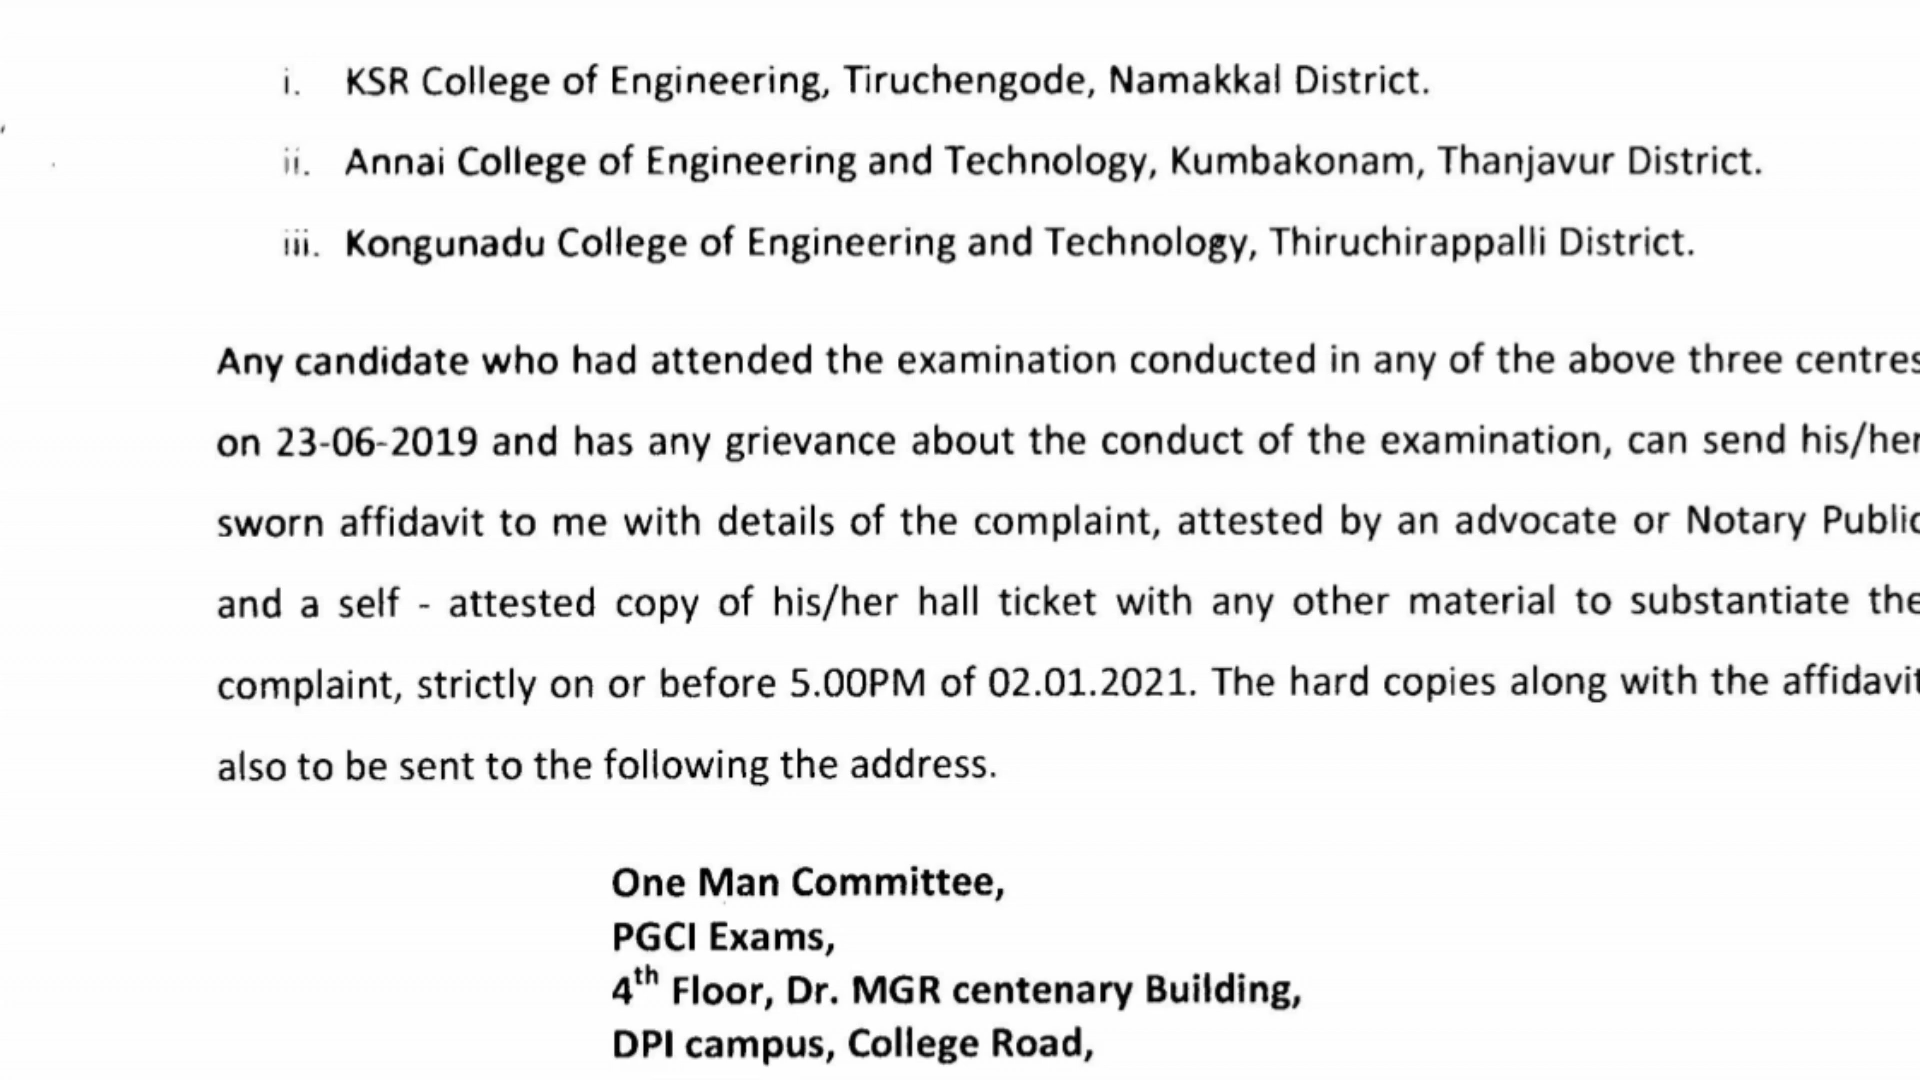 i. KSR College of Engineering, Tiruchengode, Namakkal District.
ii. Annai College of Engineering and Technology, Kumbakonam, Thanjavur District.
iii. Kongunadu College of Engineering and Technology, Thiruchirappalli District.
Any candidate who had attended the examination conducted in any of the above three centres
on 23-06-2019 and has any grievance about the conduct of the examination, can send his/her
sworn affidavit to me with details of the complaint, attested by an advocate or Notary Public
and a self - attested copy of his/her hall ticket with any other material to substantiate the
complaint, strictly on or before 5.00PM of 02.01.2021. The hard copies along with the affidavit
also to be sent to the following the address.
One Man Committee,
PGCI Exams,
4th Floor, Dr. MGR centenary Building,
DPI campus, College Road,